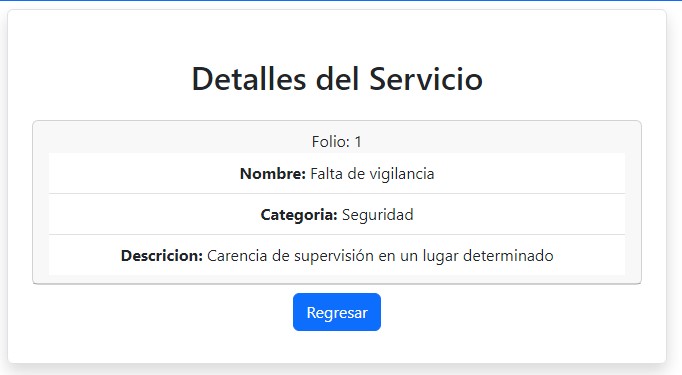 Detalles del Servicio
Folio: 1
Nombre: Falta de vigilancia
Categoria: Seguridad
Descricion: Carencia de supervisión en un lugar determinado
Regresar